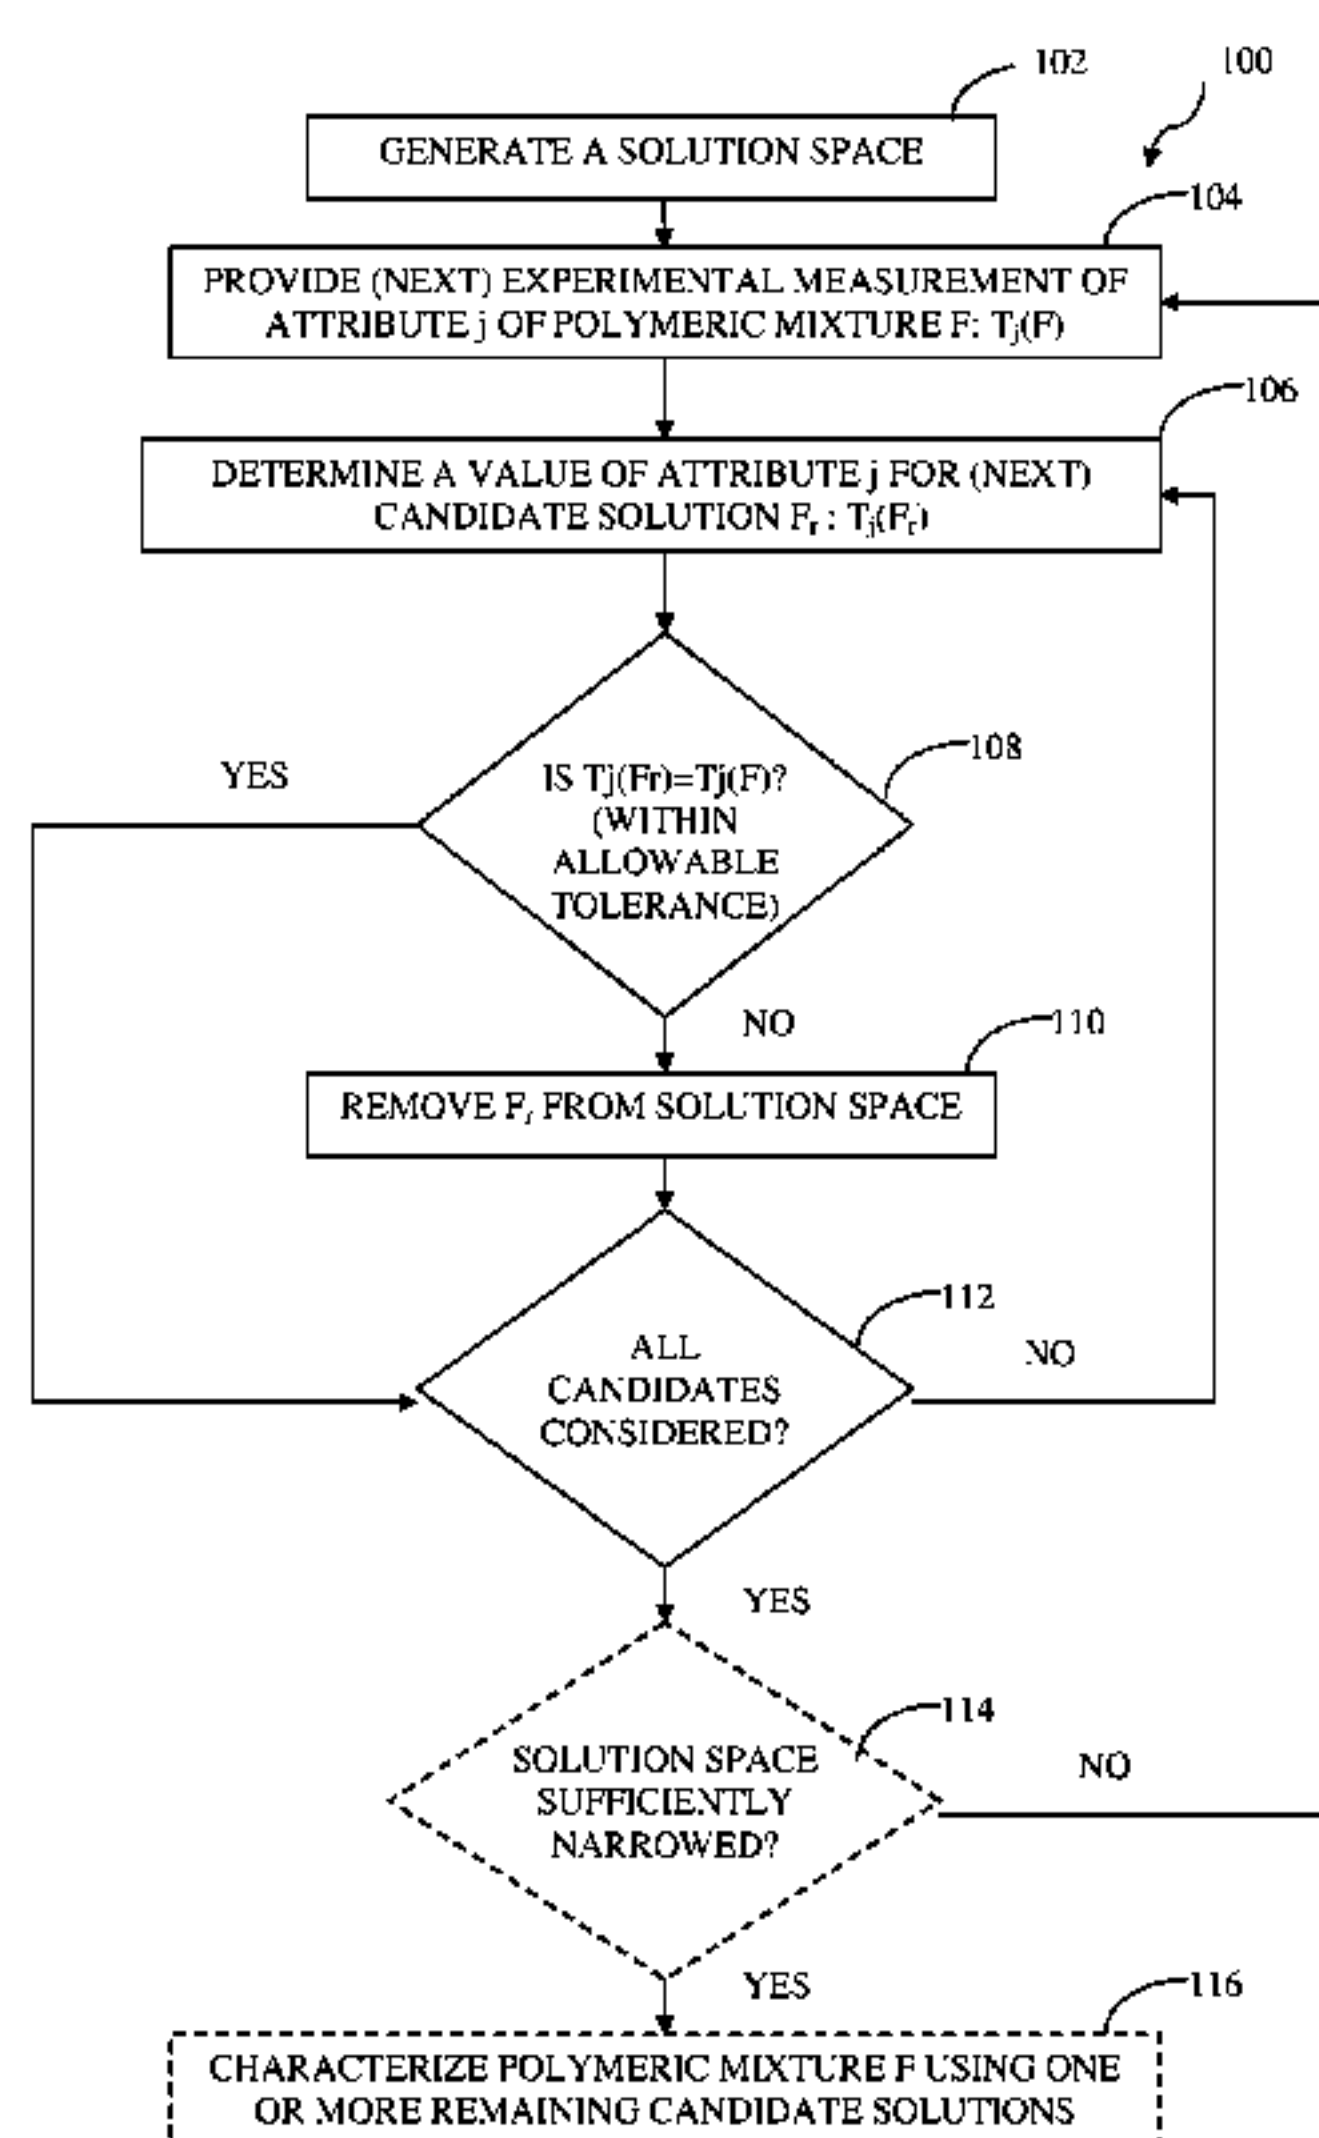 102
100
GENERATE A SOLUTION SPACE
104
PROVIDE (NEXT) EXPERIMENTAL MEASUREMENT OF
ATTRIBUTE j OF POLYMERIC MIXTURE F: Tj(F)
106
DETERMINE A VALUE OF ATTRIBUTE j FOR (NEXT)
CANDIDATE SOLUTION Fr : Tj(Fr)
108
YES
IS Tj(Fr)=Tj(F)?
(WITHIN
ALLOWABLE
TOLERANCE)
NO
110
REMOVE Fr FROM SOLUTION SPACE
112
ALL
CANDIDATES
CONSIDERED?
NO
YES
114
SOLUTION SPACE
SUFFICIENTLY
NARROWED?
NO
YES
116
CHARACTERIZE POLYMERIC MIXTURE F USING ONE
OR MORE REMAINING CANDIDATE SOLUTIONS